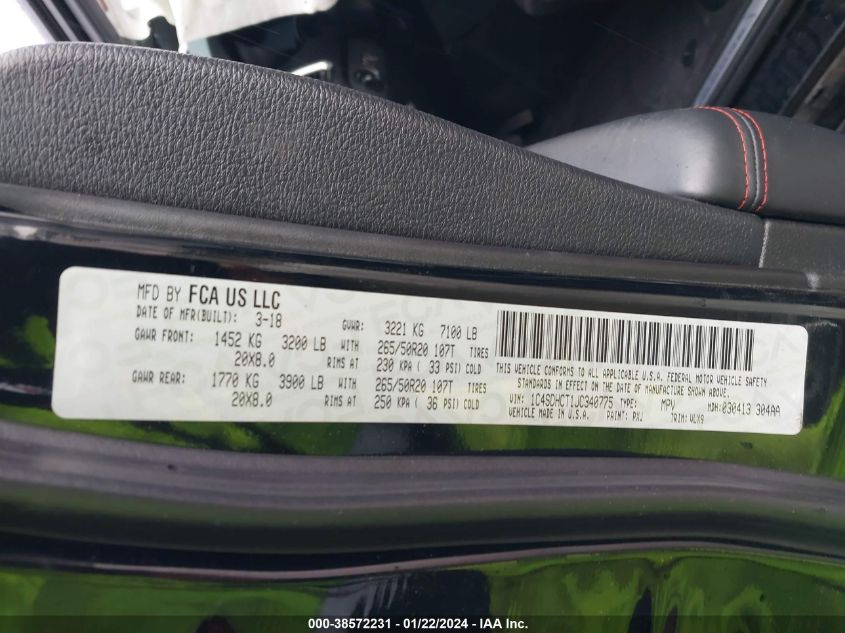 MFD BY FCA US LLC
DATE OF MFR(BUILT): 3-18 GVWR: 3221 KG 7100 LB
GAWR FRONT: 1452 KG 3200 LB WITH 265/50R20 107T TIRES
20X8.0 RIMS AT 230 KPA ( 33 PSI) COLD
GAWR REAR: 1770 KG 3900 LB WITH 265/50R20 107T TIRES
20X8.0 RIMS AT 250 KPA ( 36 PSI) COLD
THIS VEHICLE CONFORMS TO ALL APPLICABLE U.S.A. FEDERAL MOTOR VEHICLE SAFETY
STANDARDS IN EFFECT ON THE DATE OF MANUFACTURE SHOWN ABOVE.
VIN: 1C4SDHCT1JC340775 TYPE: MPV MDH:030413 304AA
VEHICLE MADE IN U.S.A. PAINT: PXJ TRIM: VLX9
000-38572231 - 01/22/2024 - IAA Inc.